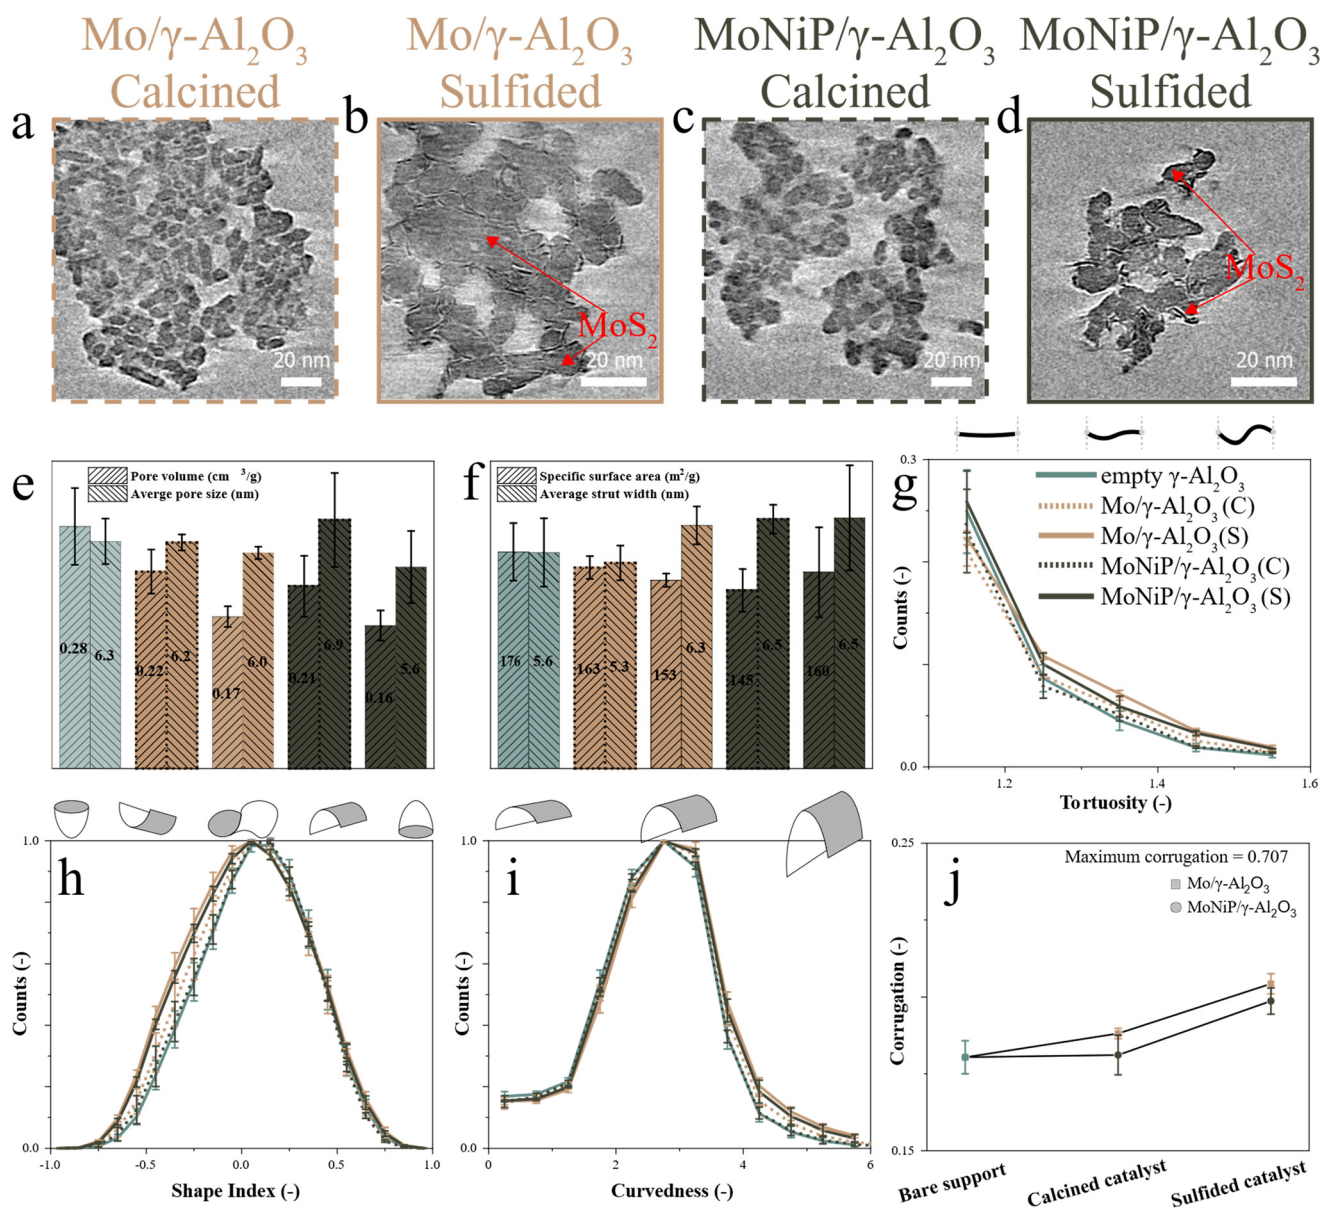 Mo/γ-Al₂O₃
Calcined
Mo/γ-Al₂O₃
Sulfided
MoNiP/γ-Al₂O₃
Calcined
MoNiP/γ-Al₂O₃
Sulfided
a
20 nm
b
MoS₂
20 nm
c
20 nm
d
MoS₂
20 nm
e
Pore volume (cm ³/g)
Averge pore size (nm)
0.28
6.3
0.22
6.2
0.17
6.0
0.21
6.9
0.16
5.6
f
Specific surface area (m²/g)
Average strut width (nm)
176
5.6
163
5.3
153
6.3
145
6.5
160
6.5
g
0.3
0.0
Counts (-)
empty γ-Al₂O₃
Mo/γ-Al₂O₃ (C)
Mo/γ-Al₂O₃(S)
MoNiP/γ-Al₂O₃(C)
MoNiP/γ-Al₂O₃ (S)
1.2
1.4
1.6
Tortuosity (-)
h
1.0
0.0
Counts (-)
-1.0
-0.5
0.0
0.5
1.0
Shape Index (-)
i
1.0
0.0
Counts (-)
0
2
4
6
Curvedness (-)
j
0.25
0.15
Corrugation (-)
Maximum corrugation = 0.707
Mo/γ-Al₂O₃
MoNiP/γ-Al₂O₃
Bare support
Calcined catalyst
Sulfided catalyst